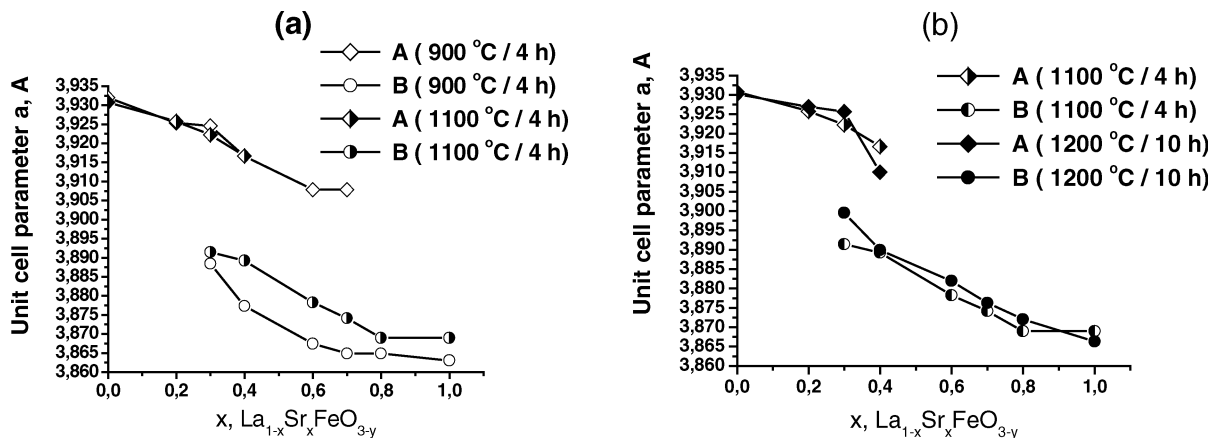 (a)
A ( 900 °C / 4 h)
B ( 900 °C / 4 h)
A ( 1100 °C / 4 h)
B ( 1100 °C / 4 h)
Unit cell parameter a, A
3,935
3,930
3,925
3,920
3,915
3,910
3,905
3,900
3,895
3,890
3,885
3,880
3,875
3,870
3,865
3,860
0,0 0,2 0,4 0,6 0,8 1,0
x, La₁₋ₓSrₓFeO₃₋y
(b)
A ( 1100 °C / 4 h)
B ( 1100 °C / 4 h)
A ( 1200 °C / 10 h)
B ( 1200 °C / 10 h)
Unit cell parameter a, A
3,935
3,930
3,925
3,920
3,915
3,910
3,905
3,900
3,895
3,890
3,885
3,880
3,875
3,870
3,865
3,860
0,0 0,2 0,4 0,6 0,8 1,0
x, La₁₋ₓSrₓFeO₃₋y